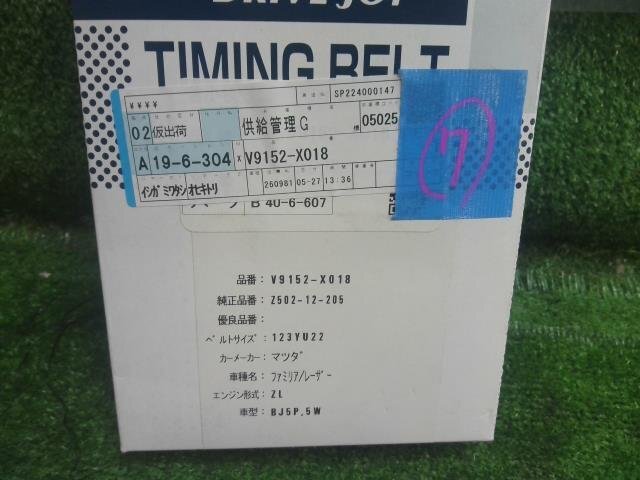 DRIVE JOY
TIMING BELT
SP224000147
¥¥¥¥
02 仮出荷 供給管理G 05025
A 19-6-304 × V9152-X018
ｲｼｶﾞﾐﾜﾀｼｵﾋｷﾄﾘ 260981 05-27 13:36
B 40-6-607
7
品番: V9152-X018
純正品番: Z502-12-205
優良品番:
ﾍﾞﾙﾄｻｲｽﾞ: 123YU22
カーメーカー: マツダ
車種名: ﾌｧﾐﾘｱ/ﾚｰｻﾞｰ
エンジン形式: ZL
車型: BJ5P,5W